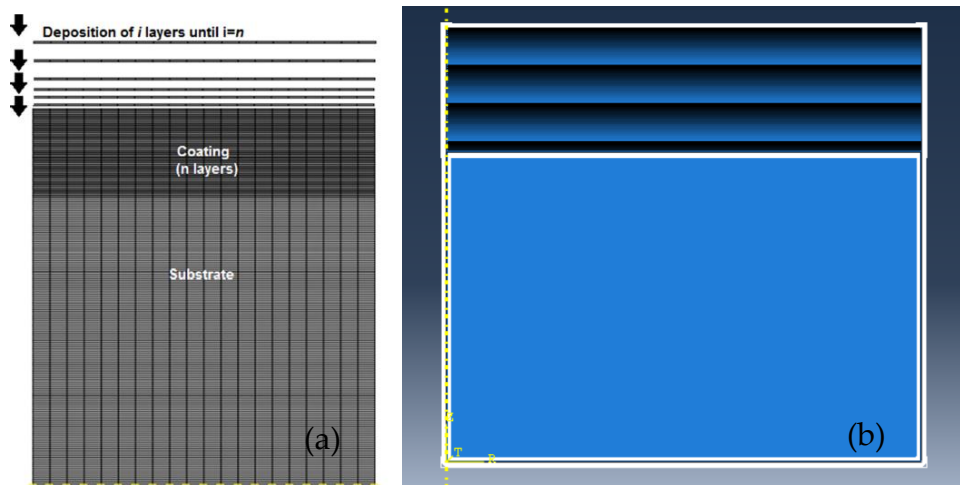 Deposition of i layers until i=n
Coating
(n layers)
Substrate
(a)
(b)
Z
T
R